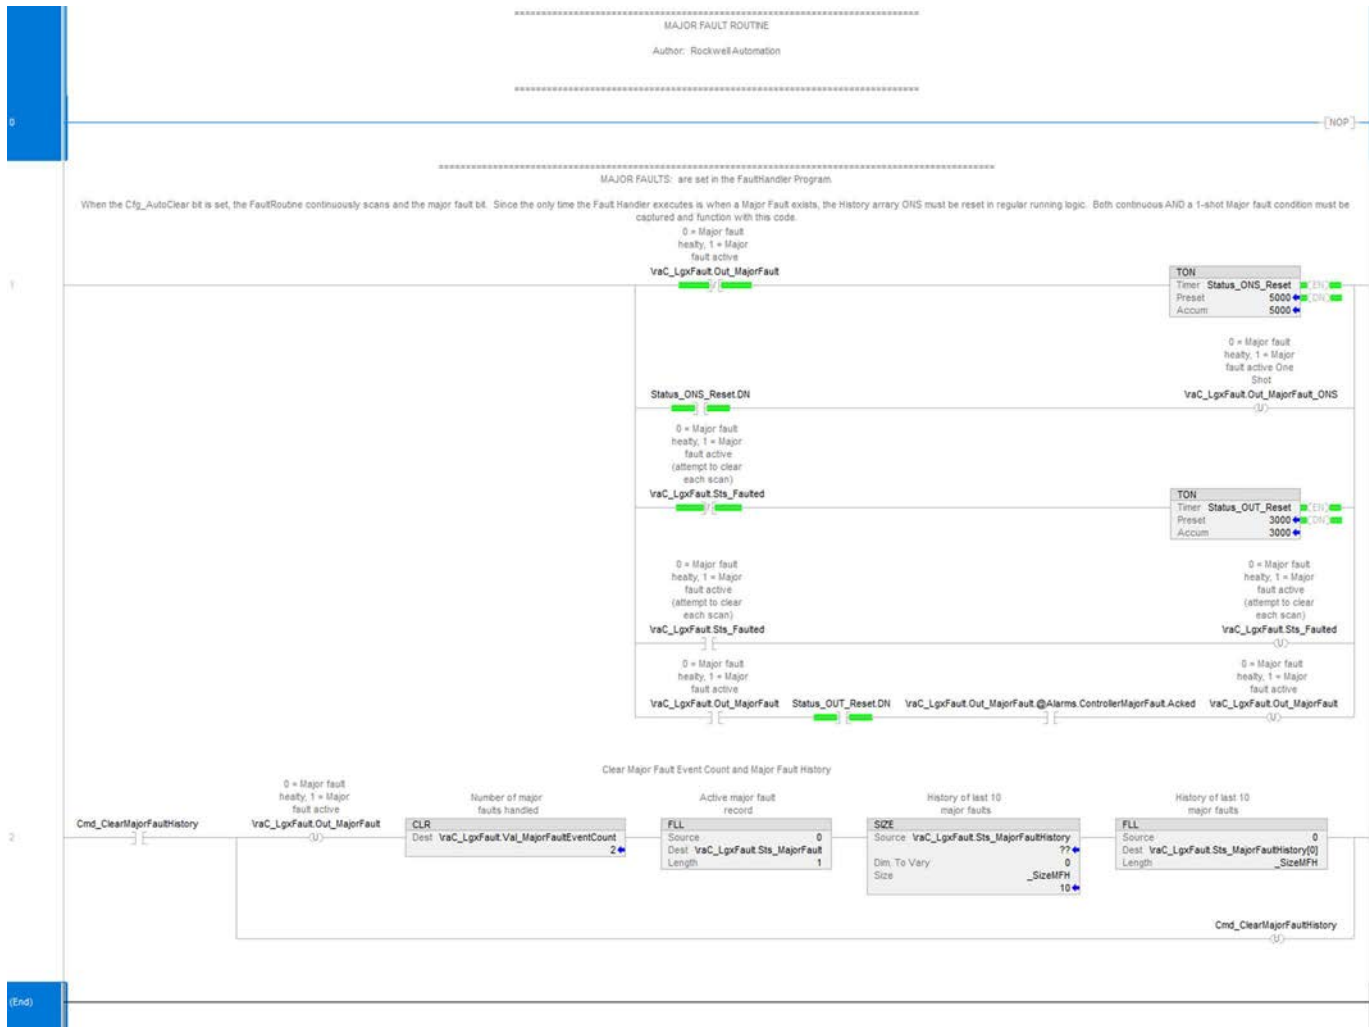 ==========================================================================
MAJOR FAULT ROUTINE
Author: Rockwell Automation
==========================================================================
0
[NOP]
==========================================================================
MAJOR FAULTS: are set in the FaultHandler Program
When the Cfg_AutoClear bit is set, the FaultRoutine continuously scans and the major fault bit. Since the only time the Fault Handler executes is when a Major Fault exists, the History arrary ONS must be reset in regular running logic. Both continuous AND a 1-shot Major fault condition must be
captured and function with this code.
0 = Major fault
healty, 1 = Major
fault active
\raC_LgxFault.Out_MajorFault
1
TON
Timer Status_ONS_Reset (EN)
Preset 5000 (DN)
Accum 5000
0 = Major fault
healty, 1 = Major
fault active One
Shot
Status_ONS_Reset.DN \raC_LgxFault.Out_MajorFault_ONS
(U)
0 = Major fault
healty, 1 = Major
fault active
(attempt to clear
each scan)
\raC_LgxFault.Sts_Faulted
TON
Timer Status_OUT_Reset (EN)
Preset 3000 (DN)
Accum 3000
0 = Major fault
healty, 1 = Major
fault active
(attempt to clear
each scan)
\raC_LgxFault.Sts_Faulted
0 = Major fault
healty, 1 = Major
fault active
(attempt to clear
each scan)
\raC_LgxFault.Sts_Faulted
(U)
0 = Major fault
healty, 1 = Major
fault active
\raC_LgxFault.Out_MajorFault
Status_OUT_Reset.DN
\raC_LgxFault.Out_MajorFault.@Alarms.ControllerMajorFault.Acked
0 = Major fault
healty, 1 = Major
fault active
\raC_LgxFault.Out_MajorFault
(U)
Clear Major Fault Event Count and Major Fault History
2
Cmd_ClearMajorFaultHistory
0 = Major fault
healty, 1 = Major
fault active
\raC_LgxFault.Out_MajorFault
(U)
Number of major
faults handled
CLR
Dest \raC_LgxFault.Val_MajorFaultEventCount
2
Active major fault
record
FLL
Source 0
Dest \raC_LgxFault.Sts_MajorFault
Length 1
History of last 10
major faults
SIZE
Source \raC_LgxFault.Sts_MajorFaultHistory
??
Dim. To Vary 0
Size _SizeMFH
10
History of last 10
major faults
FLL
Source 0
Dest \raC_LgxFault.Sts_MajorFaultHistory[0]
Length _SizeMFH
Cmd_ClearMajorFaultHistory
(U)
(End)